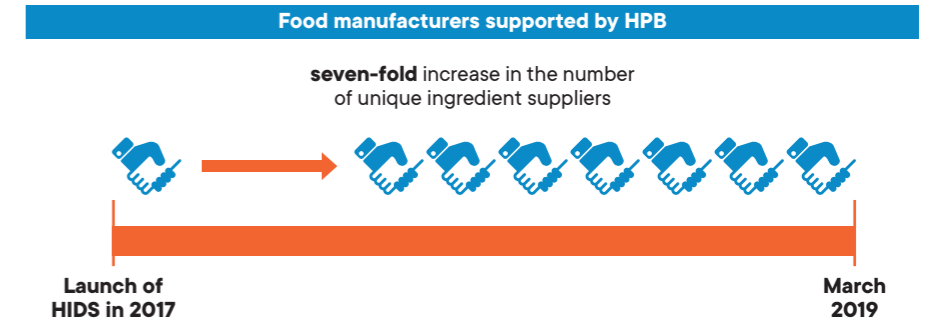 Food manufacturers supported by HPB
seven-fold increase in the number
of unique ingredient suppliers
Launch of
HIDS in 2017
March
2019